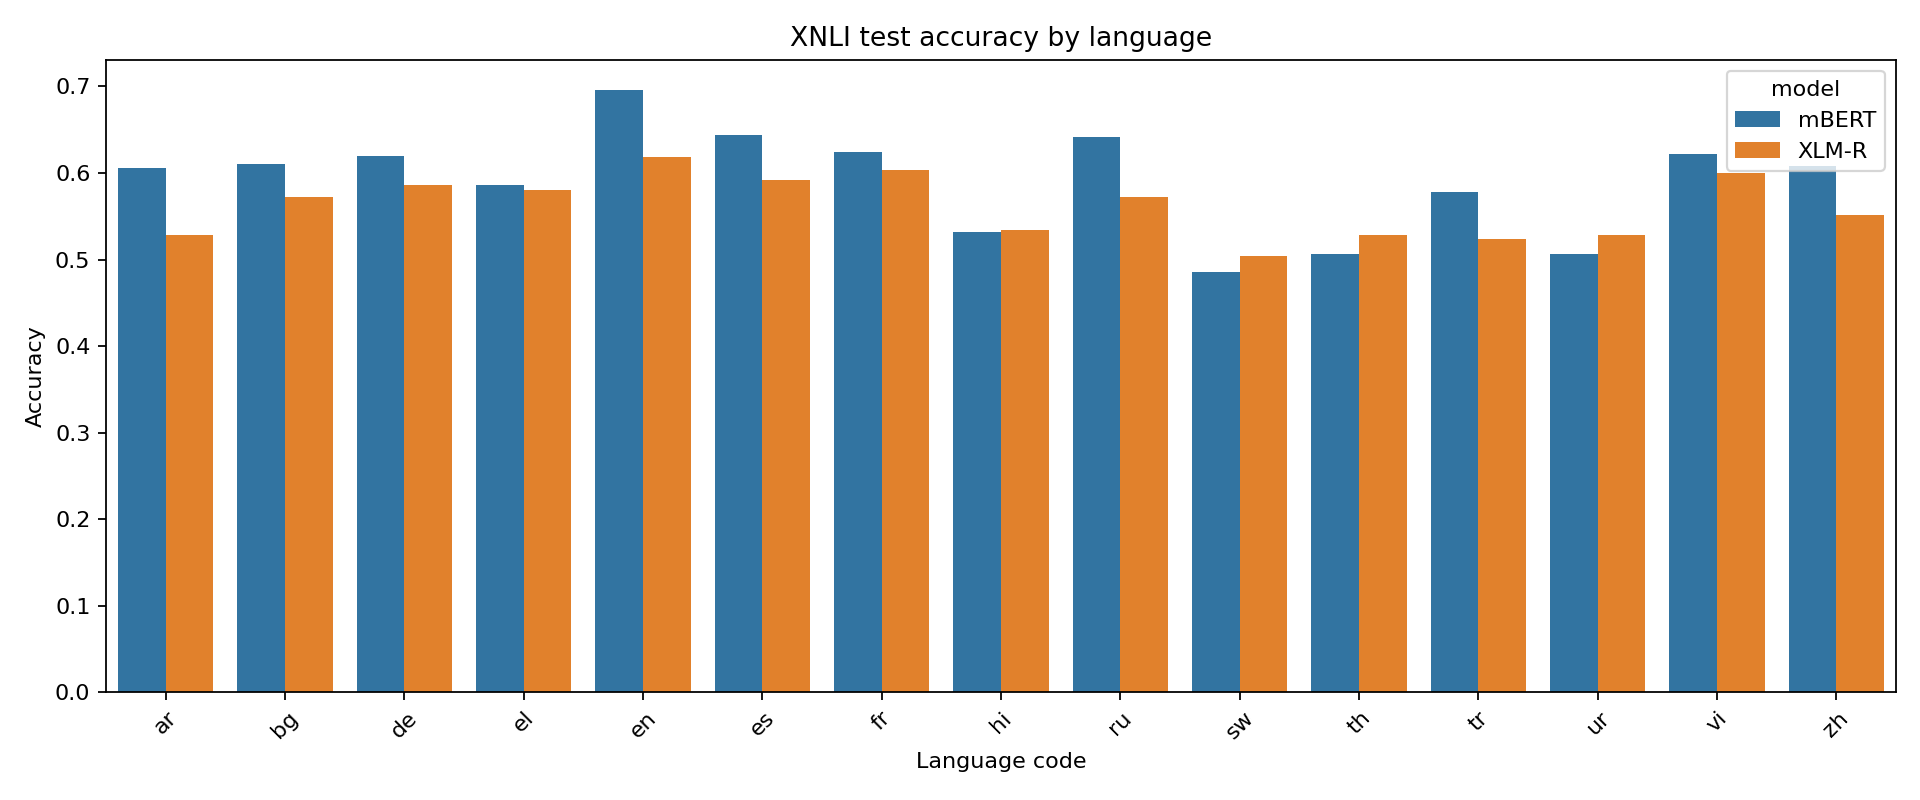 XNLI test accuracy by language
model
mBERT
XLM-R
Accuracy
0.7
0.6
0.5
0.4
0.3
0.2
0.1
0.0
ar
bg
de
el
en
es
fr
hi
ru
sw
th
tr
ur
vi
zh
Language code